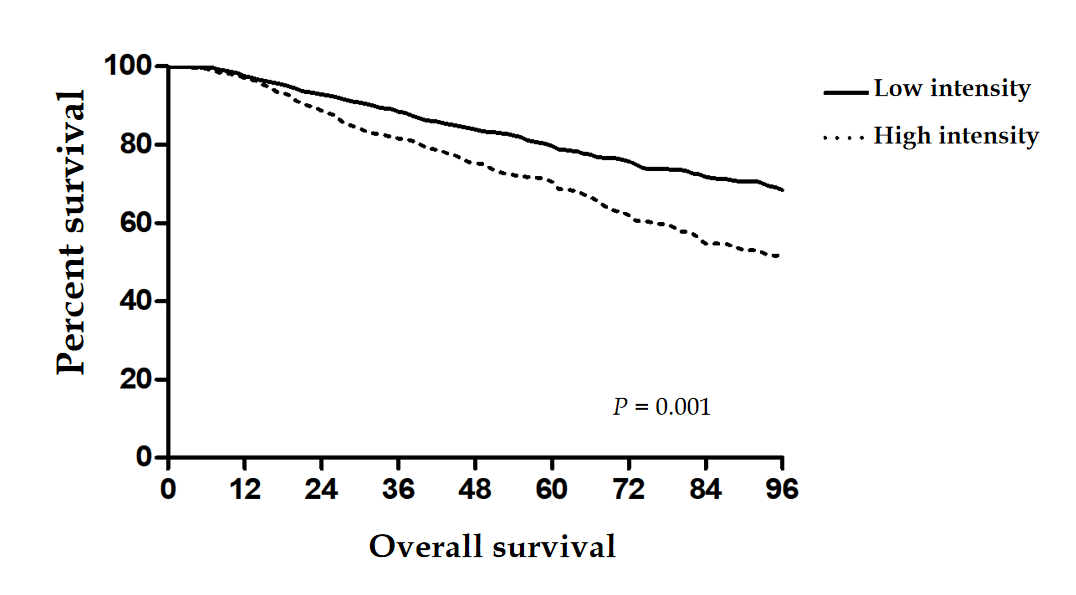 100
80
60
40
20
0
Percent survival
Low intensity
High intensity
P = 0.001
0 12 24 36 48 60 72 84 96
Overall survival